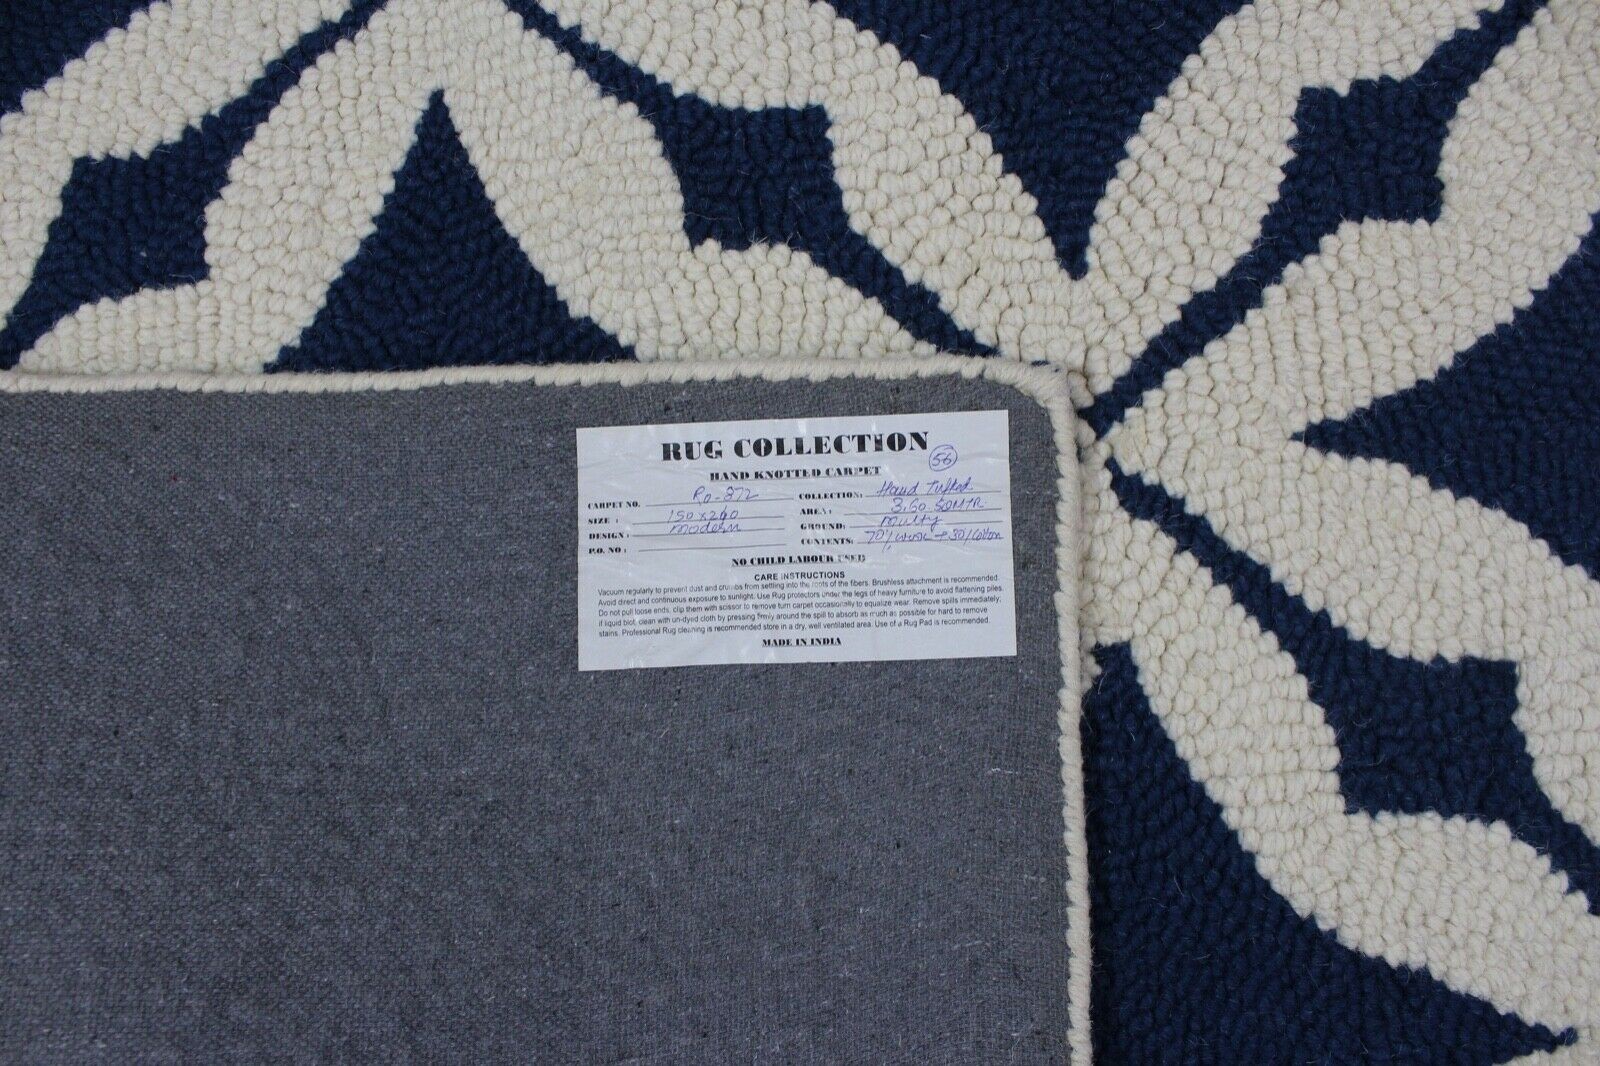 RUG COLLECTION
56
HAND KNOTTED CARPET
CARPET NO. RO-872 COLLECTION: Hand Tufted
SIZE : 150x240 AREA : 3.60 SQMTR
DESIGN : Modern GROUND: Multy
P.O. NO : CONTENTS: 70% wool + 30%
NO CHILD LABOUR USED
CARE INSTRUCTIONS
Vacuum regularly to prevent dust and crumbs from settling into the roots of the fibers. Brushless attachment is recommended.
Avoid direct and continuous exposure to sunlight. Use Rug protectors under the legs of heavy furniture to avoid flattening piles.
Do not pull loose ends, clip them with scissor to remove turn carpet occasionally to equalize wear. Remove spills immediately;
if liquid blot, clean with un-dyed cloth by pressing firmly around the spill to absorb as much as possible for hard to remove
stains. Professional Rug cleaning is recommended store in a dry, well ventilated area. Use of a Rug Pad is recommended.
MADE IN INDIA